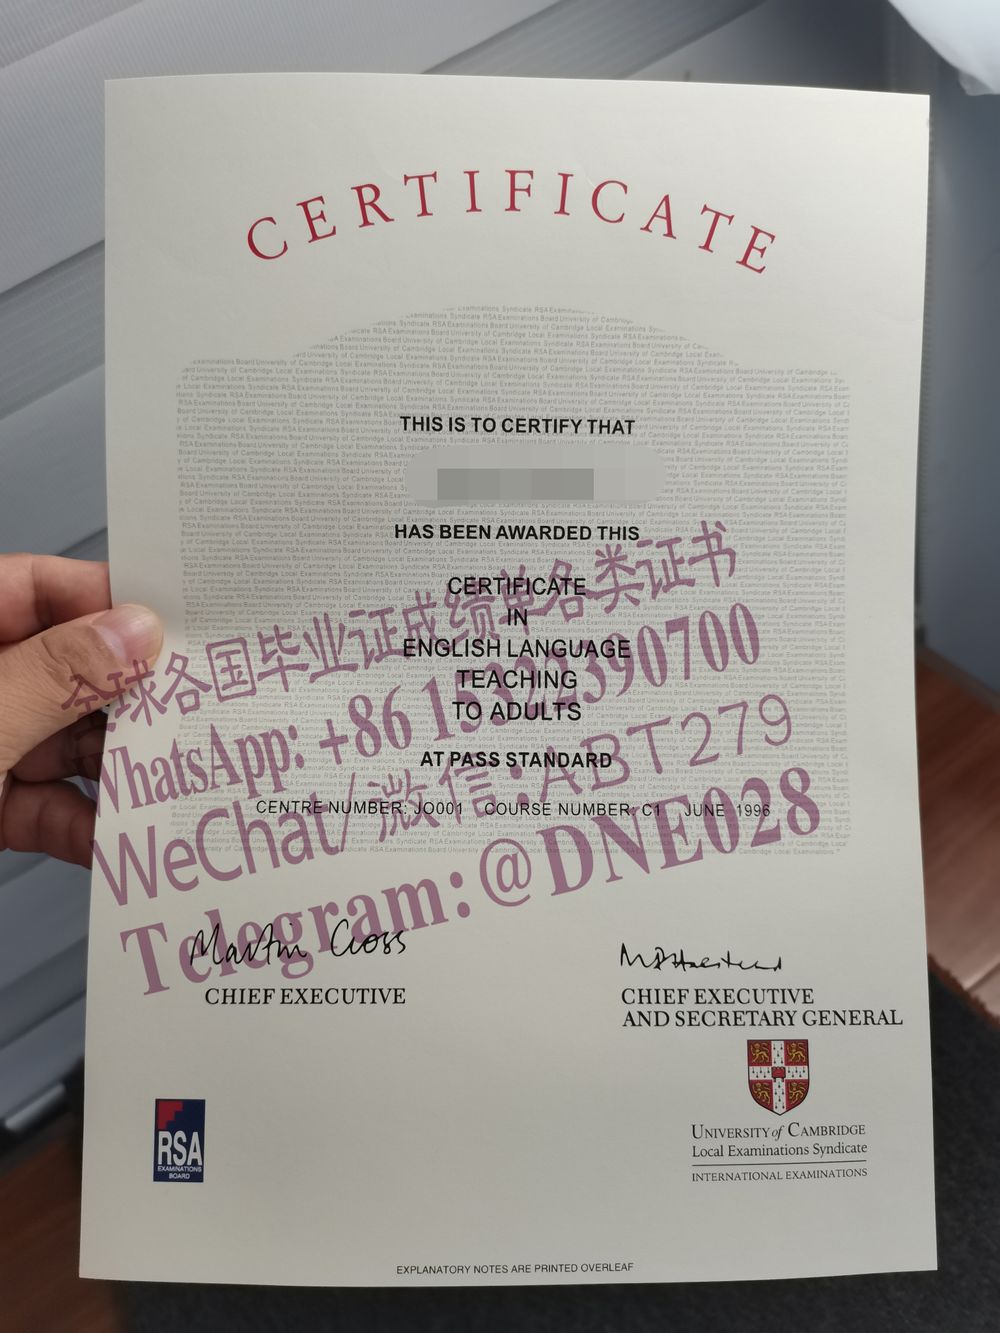 CERTIFICATE
THIS IS TO CERTIFY THAT
HAS BEEN AWARDED THIS
CERTIFICATE
IN
ENGLISH LANGUAGE
TEACHING
TO ADULTS
AT PASS STANDARD
CENTRE NUMBER: JO001 COURSE NUMBER: C1 JUNE 1996
全球各国毕业证成绩单各类证书
WhatsApp: +86 15322390700
WeChat/微信:ABT279
Telegram:@DNE028
Martin Cross
CHIEF EXECUTIVE
CHIEF EXECUTIVE
AND SECRETARY GENERAL
RSA
EXAMINATIONS
BOARD
UNIVERSITY of CAMBRIDGE
Local Examinations Syndicate
INTERNATIONAL EXAMINATIONS
EXPLANATORY NOTES ARE PRINTED OVERLEAF